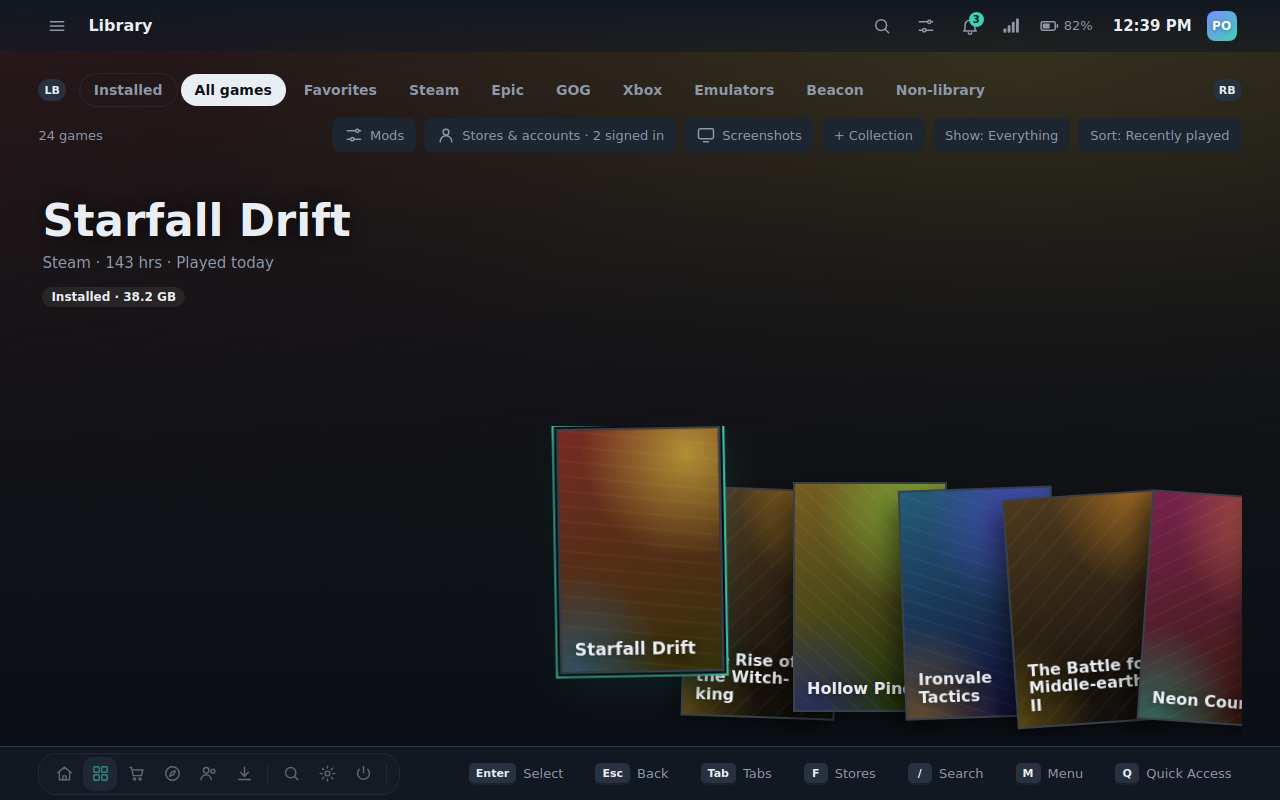 Library
3
82%
12:39 PM
PO
LB
Installed
All games
Favorites
Steam
Epic
GOG
Xbox
Emulators
Beacon
Non-library
RB
24 games
Mods
Stores & accounts · 2 signed in
Screenshots
+ Collection
Show: Everything
Sort: Recently played
Starfall Drift
Steam · 143 hrs · Played today
Installed · 38.2 GB
Starfall Drift
Rise of
the Witch-
king
Hollow
Ironvale
Tactics
The Battle
Middle-earth
II
Neon
Enter Select
Esc Back
Tab Tabs
F Stores
/ Search
M Menu
Q Quick Access